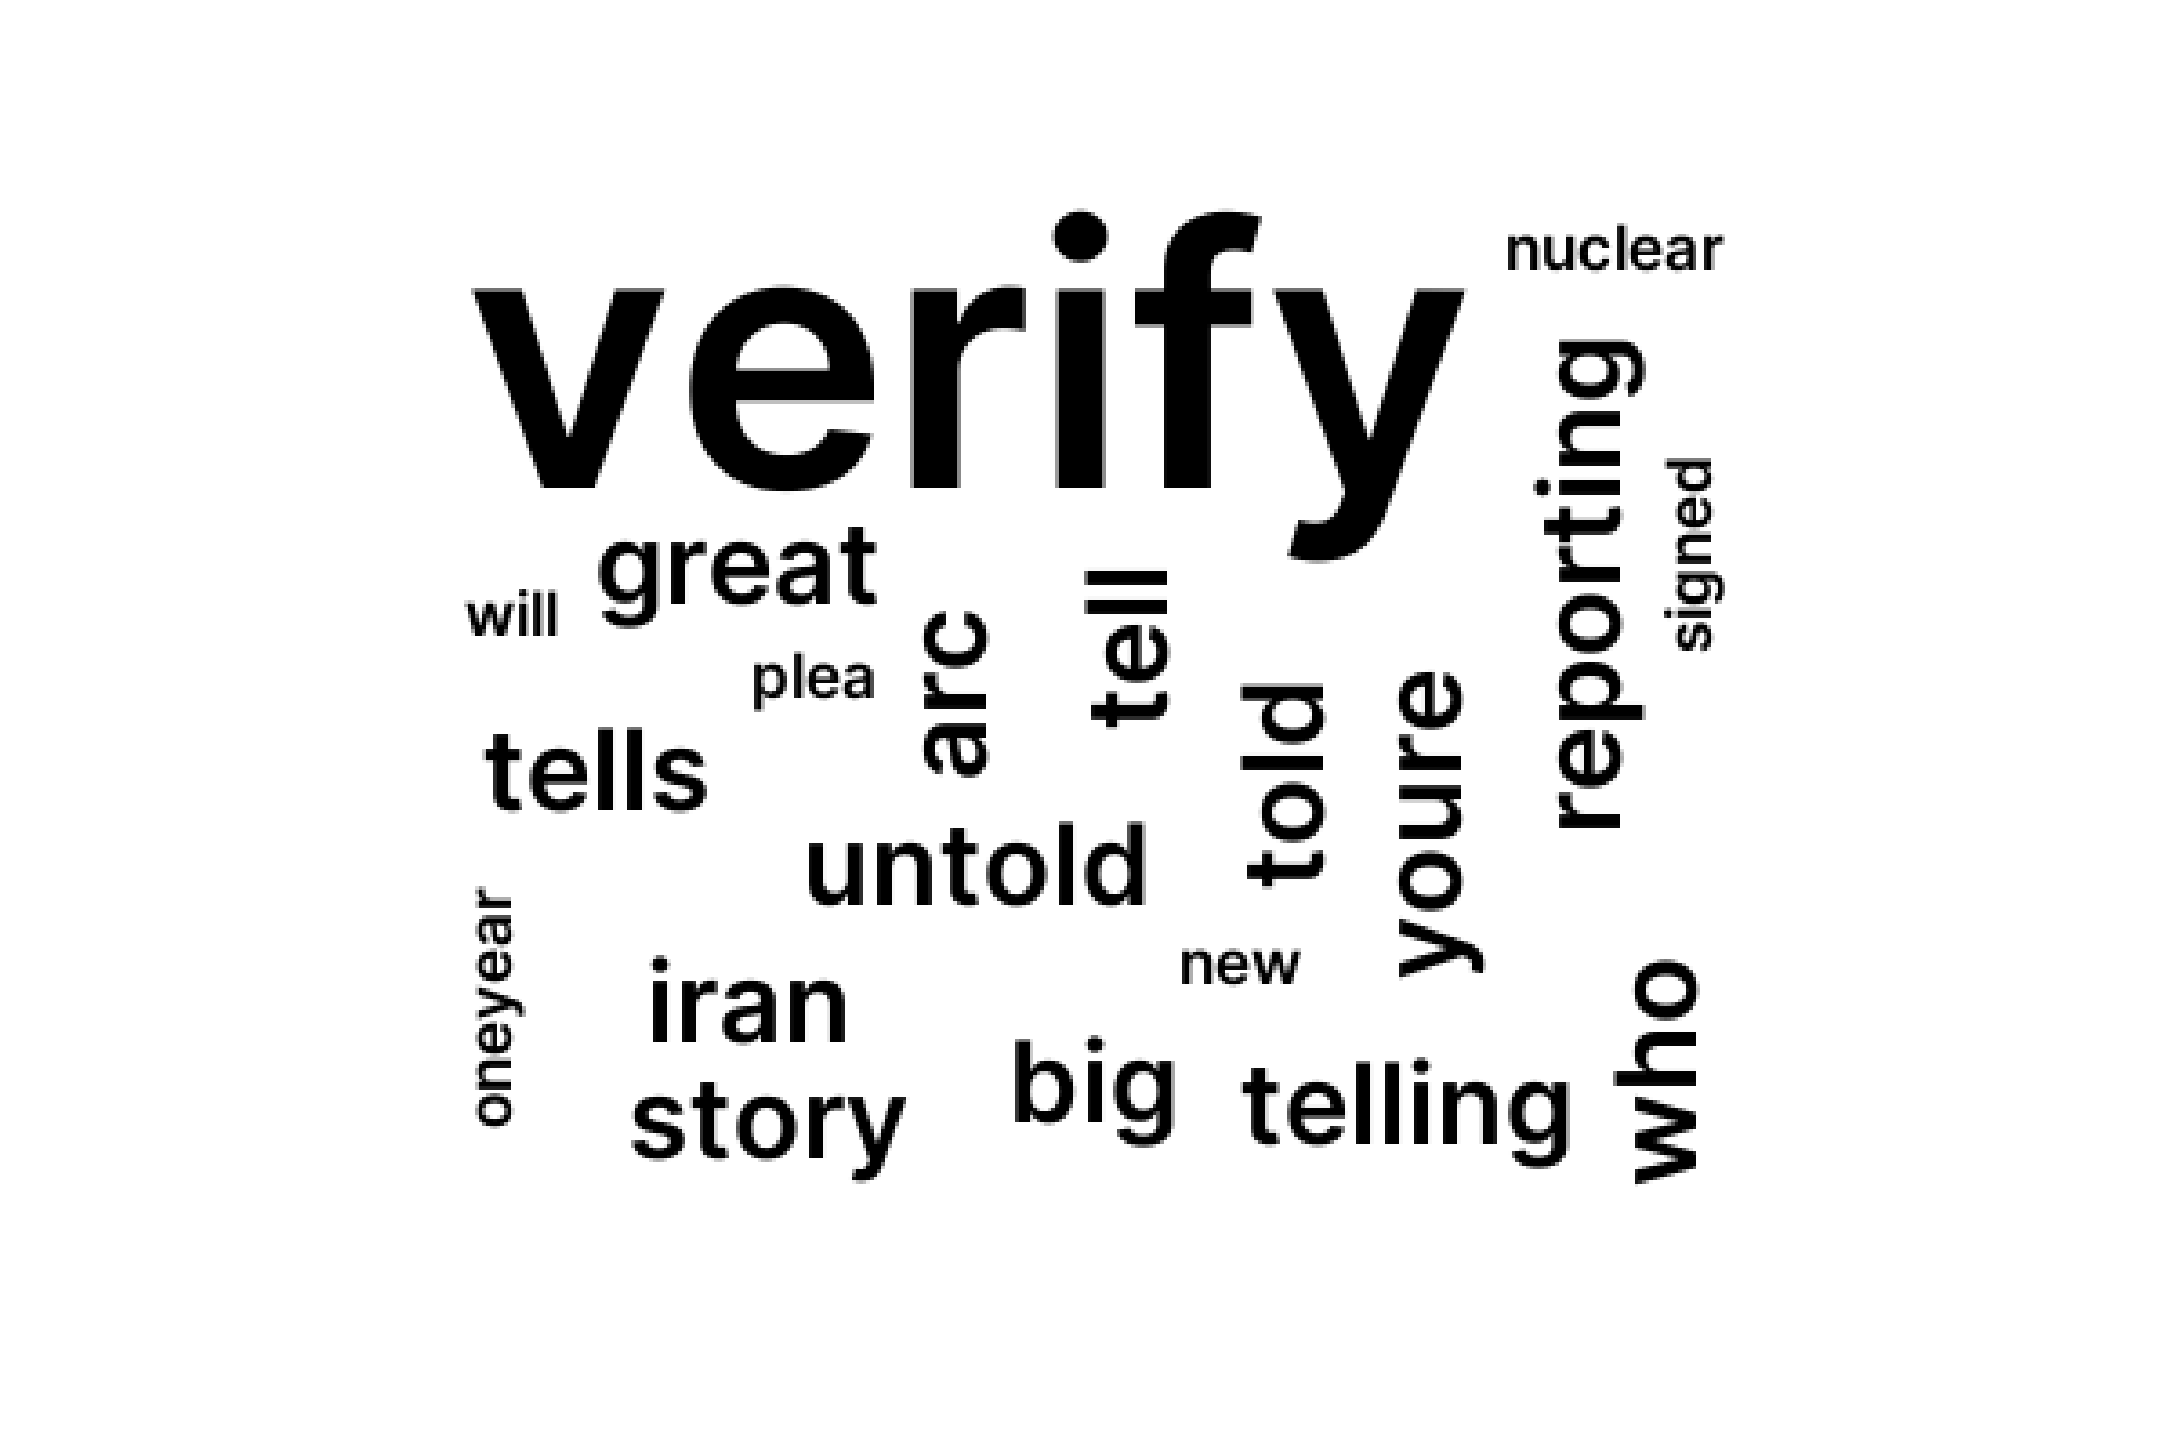 verify
nuclear
reporting
signed
great
will
tell
arc
plea
told
youre
tells
untold
oneyear
new
iran
who
big
telling
story